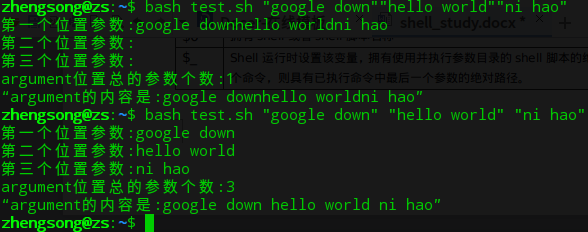 zhengsong@zs:~$ bash test.sh "google down""hello world""ni hao"
第一个位置参数:google downhello worldni hao
第二个位置参数:
第三个位置参数:
argument位置总的参数个数:1
“argument的内容是:google downhello worldni hao”
zhengsong@zs:~$ bash test.sh "google down" "hello world" "ni hao"
第一个位置参数:google down
第二个位置参数:hello world
第三个位置参数:ni hao
argument位置总的参数个数:3
“argument的内容是:google down hello world ni hao”
zhengsong@zs:~$
shell_study.docx *
$_
Shell 运行时设置该变量，拥有使用并执行参数目录的 shell 脚本的绝
个命令，则具有已执行命令中最后一个参数的绝对路径。